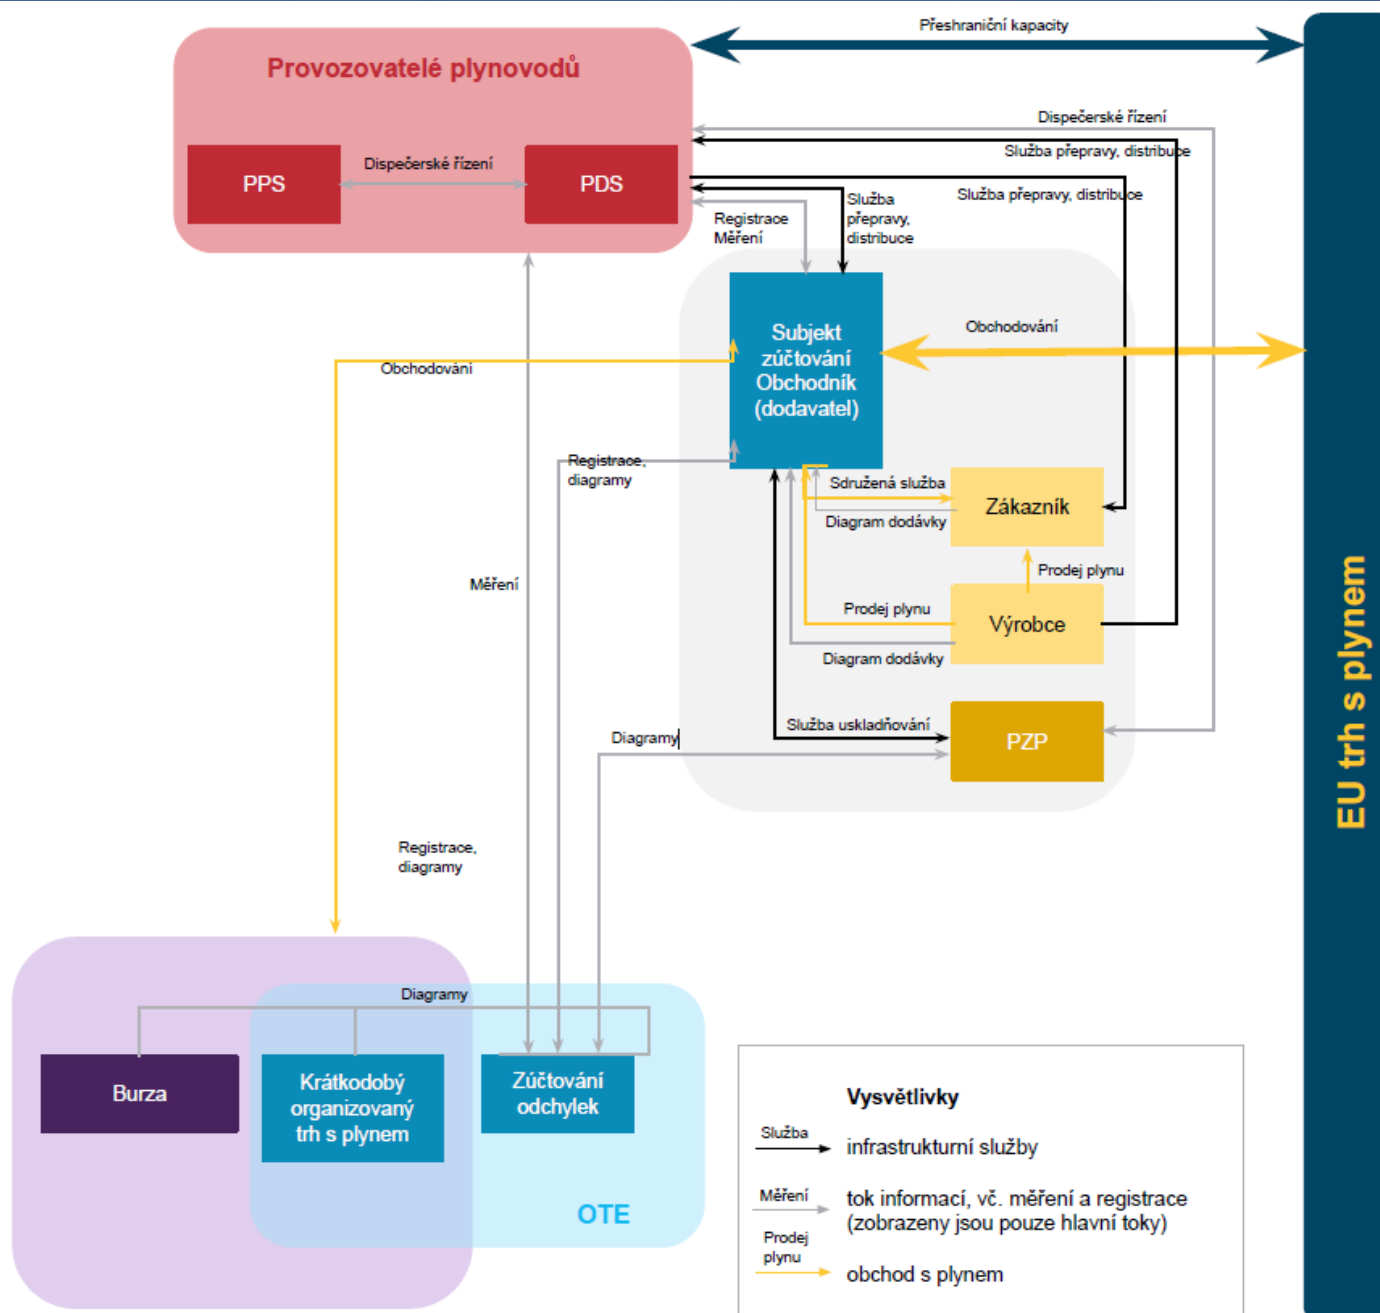 Přeshraniční kapacity
Provozovatelé plynovodů
Dispečerské řízení
Služba přepravy, distribuce
PPS
Dispečerské řízení
PDS
Služba přepravy, distribuce
Služba
přepravy,
distribuce
Registrace
Měření
Subjekt
zúčtování
Obchodník
(dodavatel)
Obchodování
Obchodování
Registrace,
diagramy
Sdružená služba
Zákazník
Diagram dodávky
Měření
Prodej plynu
Prodej plynu
Výrobce
Diagram dodávky
EU trh s plynem
Služba uskladňování
Diagramy
PZP
Registrace,
diagramy
Diagramy
Burza
Krátkodobý
organizovaný
trh s plynem
Zúčtování
odchylek
OTE
Vysvětlivky
Služba
infrastrukturní služby
Měření
tok informací, vč. měření a registrace
(zobrazeny jsou pouze hlavní toky)
Prodej
plynu
obchod s plynem